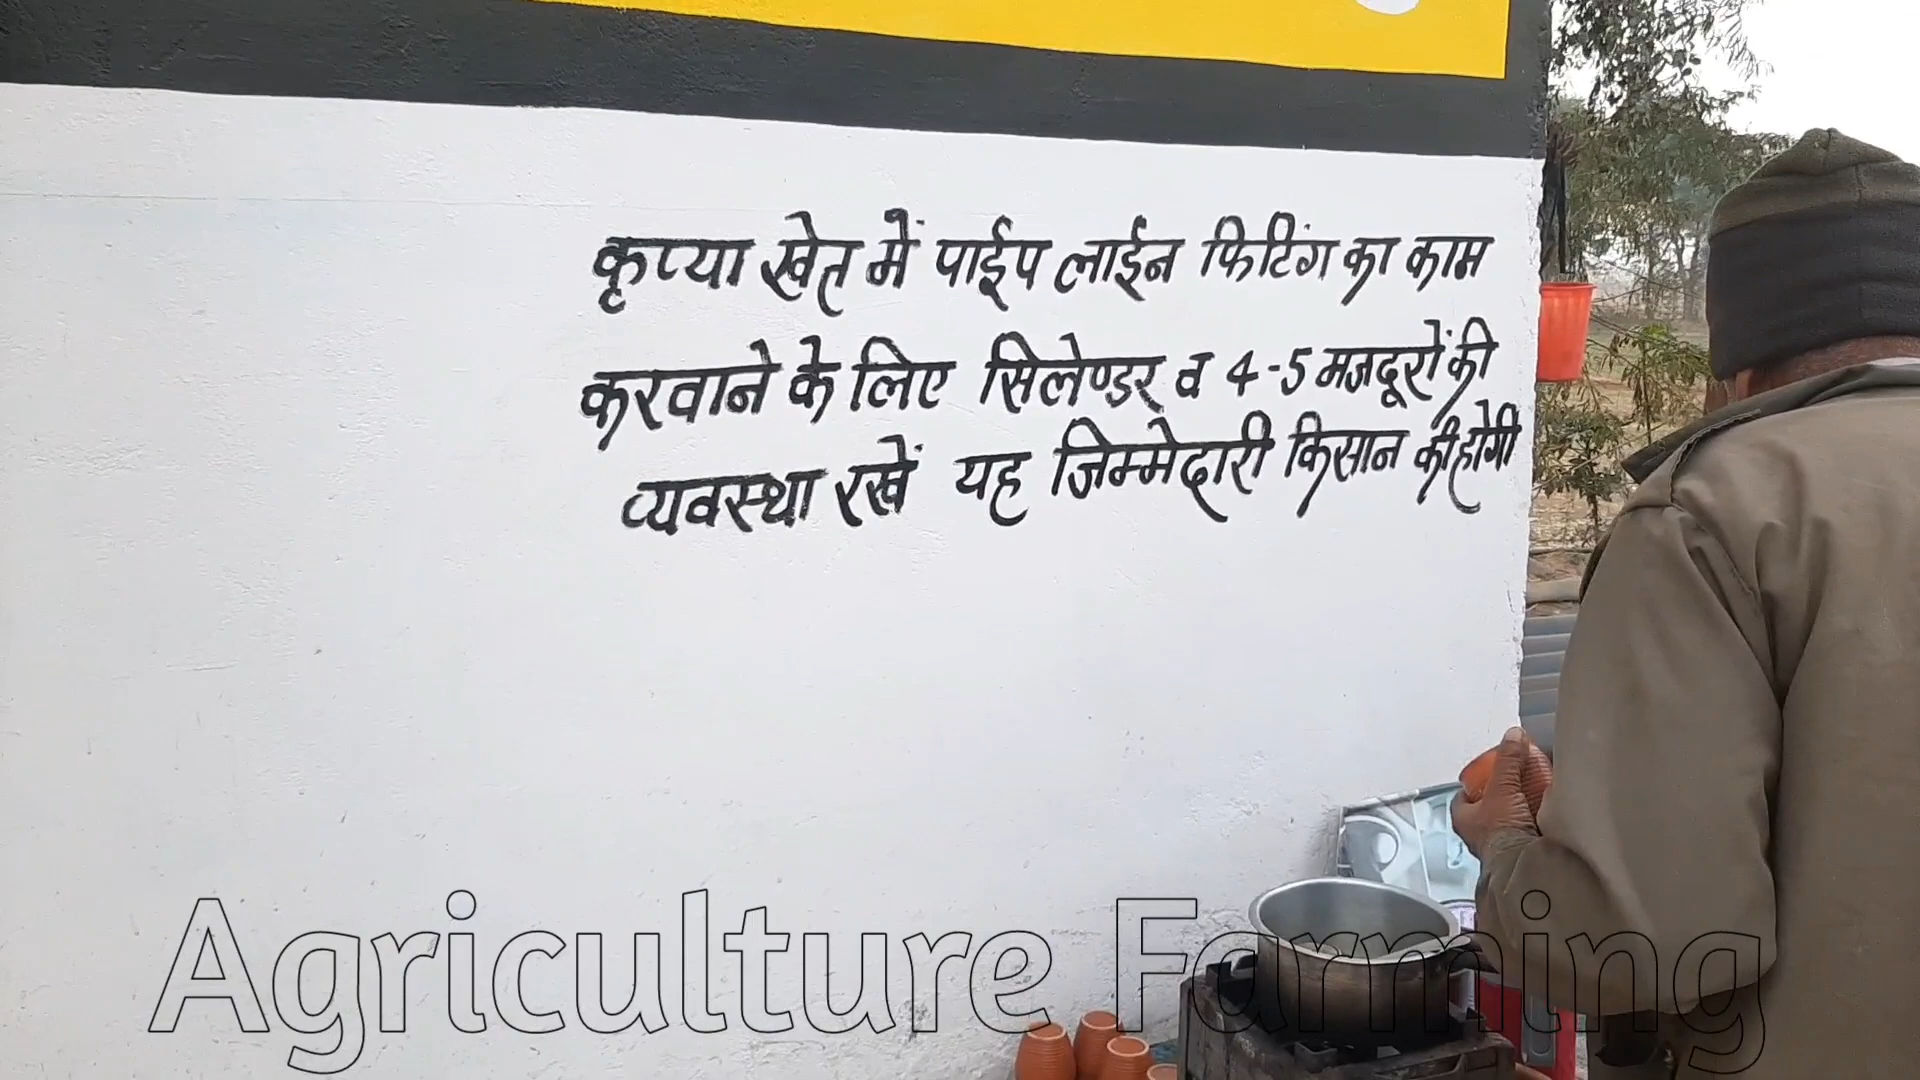 कृप्या खेत में पाईप लाईन फिटिंग का काम
करवाने के लिए सिलेण्डर व 4-5 मजदूरों की
व्यवस्था रखें यह जिम्मेदारी किसान की होगी
Agriculture Farming